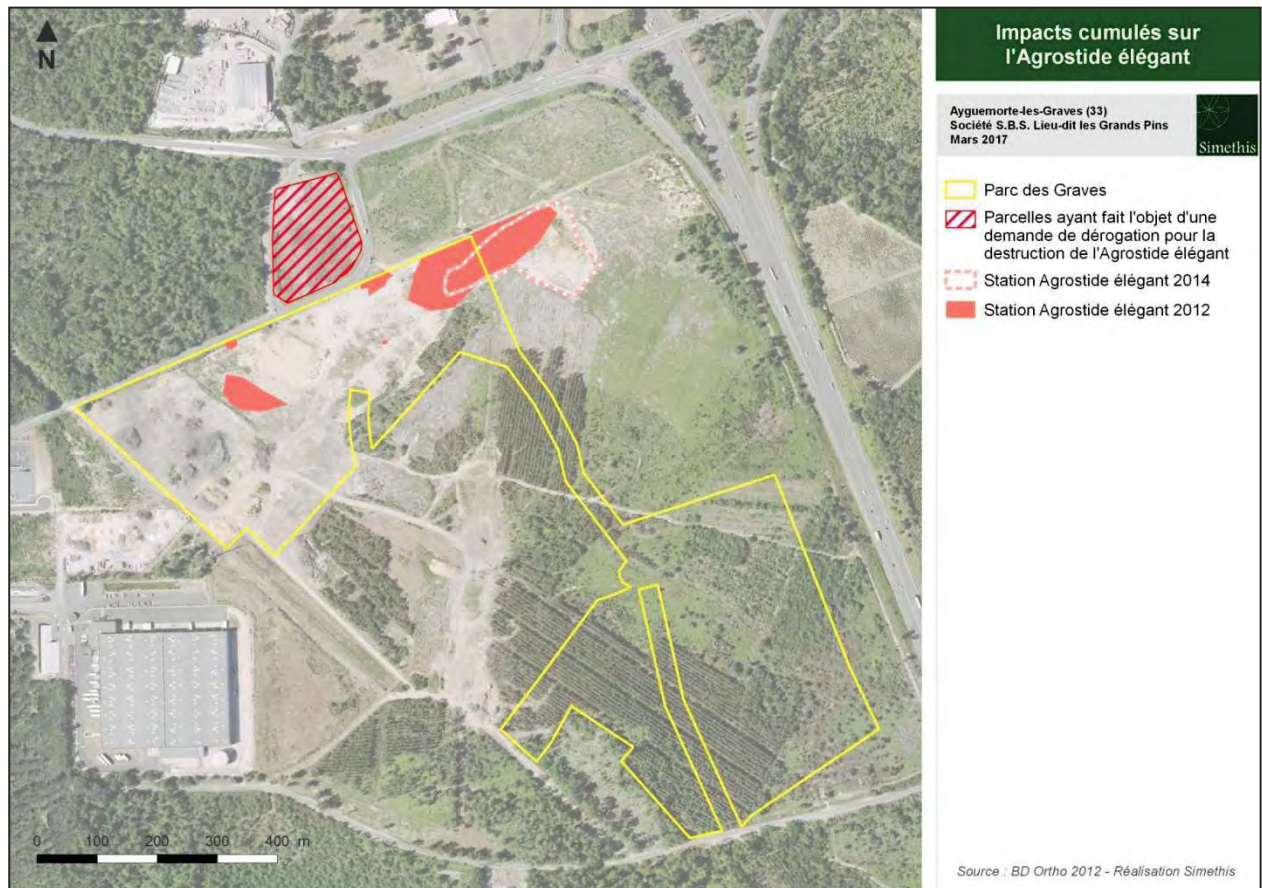 N
Impacts cumulés sur
l'Agrostide élégant
Ayguemorte-les-Graves (33)
Société S.B.S. Lieu-dit les Grands Pins
Mars 2017
Simethis
Parc des Graves
Parcelles ayant fait l'objet d'une
demande de dérogation pour la
destruction de l'Agrostide élégant
Station Agrostide élégant 2014
Station Agrostide élégant 2012
0 100 200 300 400 m
Source : BD Ortho 2012 - Réalisation Simethis